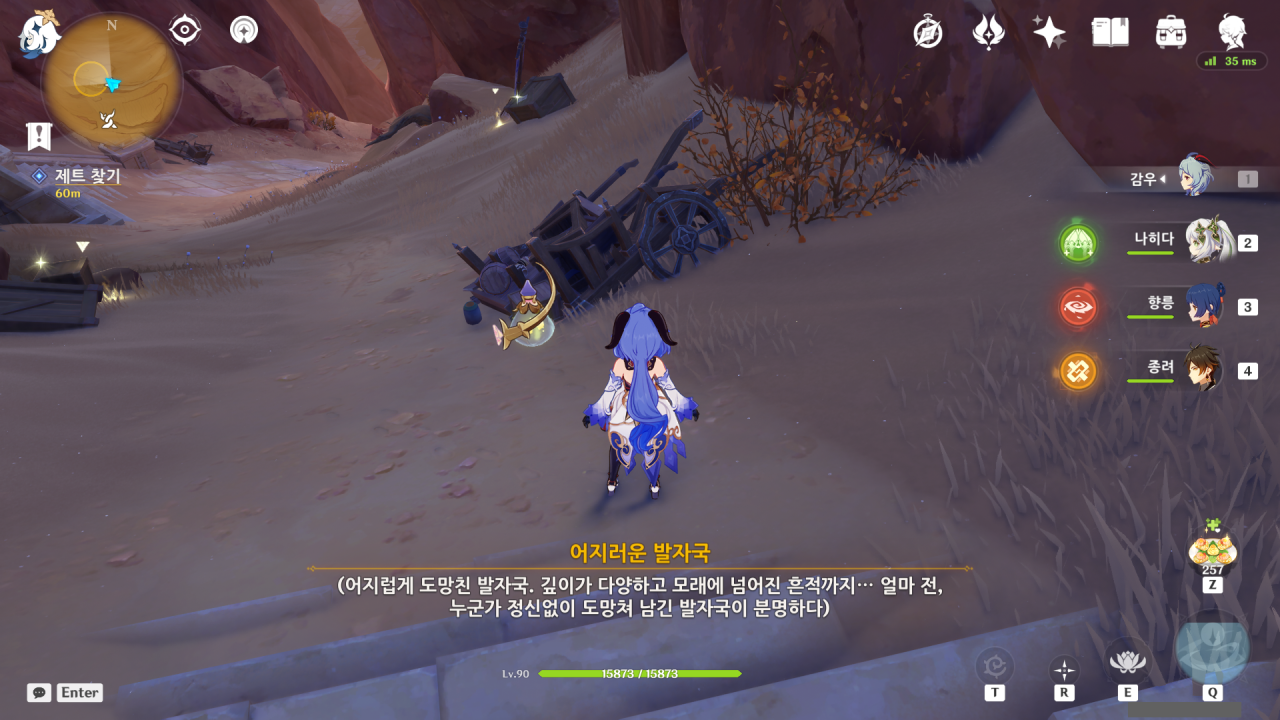 N
35 ms
제트 찾기
60m
감우
1
나히다
2
향릉
3
종려
4
어지러운 발자국
(어지럽게 도망친 발자국. 깊이가 다양하고 모래에 넘어진 흔적까지… 얼마 전,
누군가 정신없이 도망쳐 남긴 발자국이 분명하다)
257
Z
Lv.90
15873 / 15873
Enter
T
R
E
Q